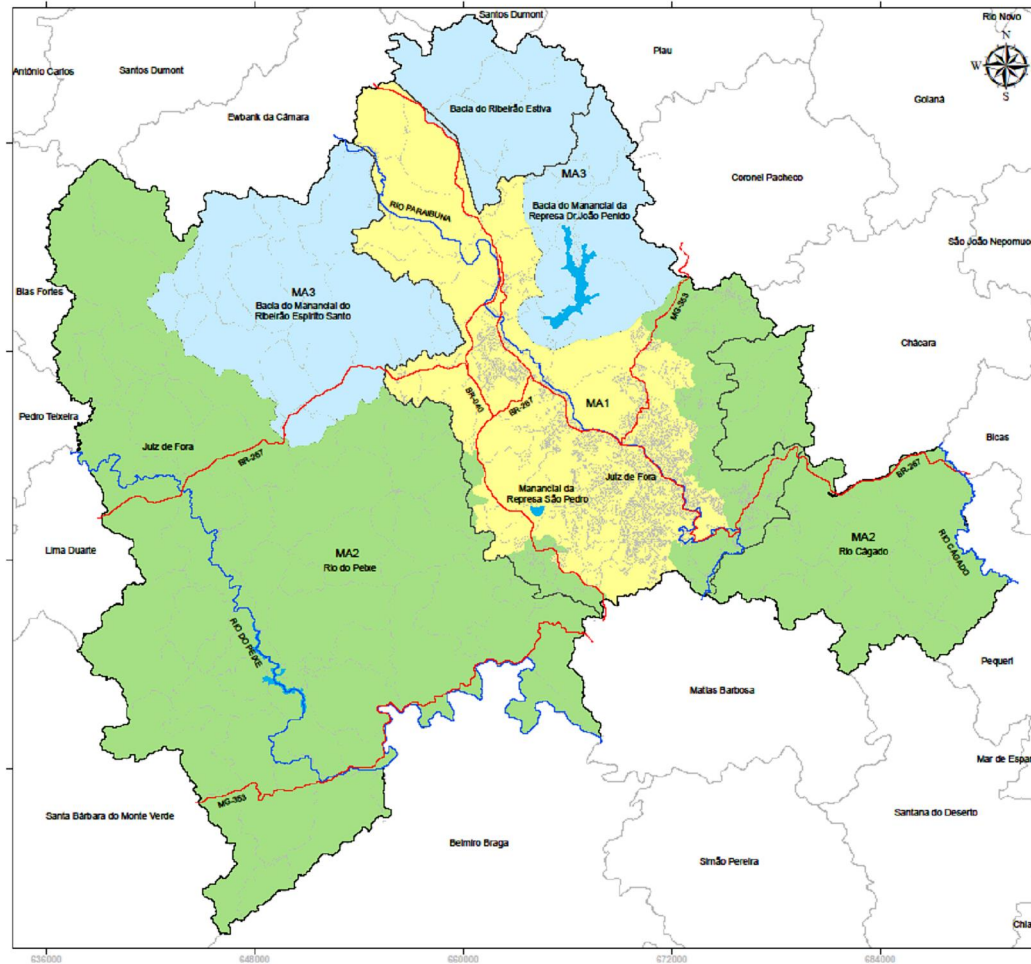 Santos Dumont
Rio Novo
N
W
S
Piau
Antônio Carlos
Santos Dumont
Goianá
Ewbank da Câmara
Bacia do Ribeirão Estiva
MA3
Coronel Pacheco
Bacia do Manancial da
Represa Dr.João Penido
RIO PARAIBUNA
São João Nepomuc
Bias Fortes
MA3
Bacia do Manancial do
Ribeirão Espírito Santo
MG-353
Chácara
BR-040
BR-267
MA1
Pedro Teixeira
Bicas
Juiz de Fora
BR-267
BR-267
Juiz de Fora
Manancial da
Represa São Pedro
Lima Duarte
MA2
Rio do Peixe
MA2
Rio Cágado
RIO CÁGADO
RIO DO PEIXE
Pequeri
Matias Barbosa
Mar de Espa
MG-353
Santa Bárbara do Monte Verde
Santana do Deserto
Belmiro Braga
Simão Pereira
Chia
636000
648000
660000
672000
684000